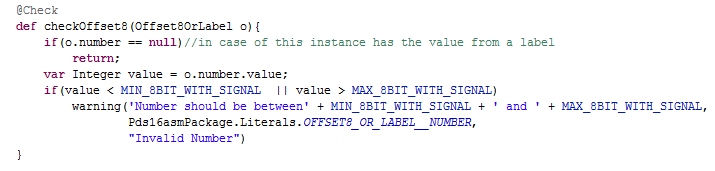 @Check
def checkOffset8(Offset8OrLabel o){
if(o.number == null)//in case of this instance has the value from a label
return;
var Integer value = o.number.value;
if(value < MIN_8BIT_WITH_SIGNAL || value > MAX_8BIT_WITH_SIGNAL)
warning('Number should be between' + MIN_8BIT_WITH_SIGNAL + ' and ' + MAX_8BIT_WITH_SIGNAL,
Pds16asmPackage.Literals.OFFSET8_OR_LABEL__NUMBER,
"Invalid Number")
}